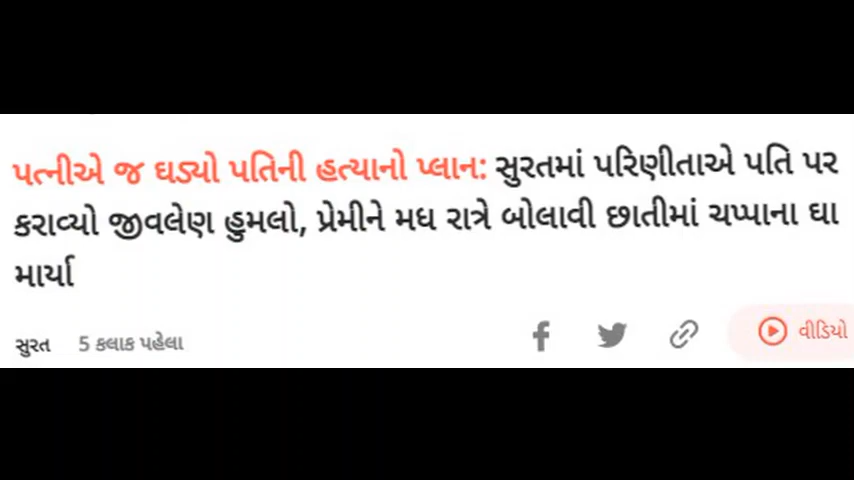 પત્નીએ જ ઘડ્યો પતિની હત્યાનો પ્લાન: સુરતમાં પરિણીતાએ પતિ પર
કરાવ્યો જીવલેણ હુમલો, પ્રેમીને મધ રાત્રે બોલાવી છાતીમાં ચપ્પાના ઘા
માર્યા
સુરત 5 કલાક પહેલા વીડિયો